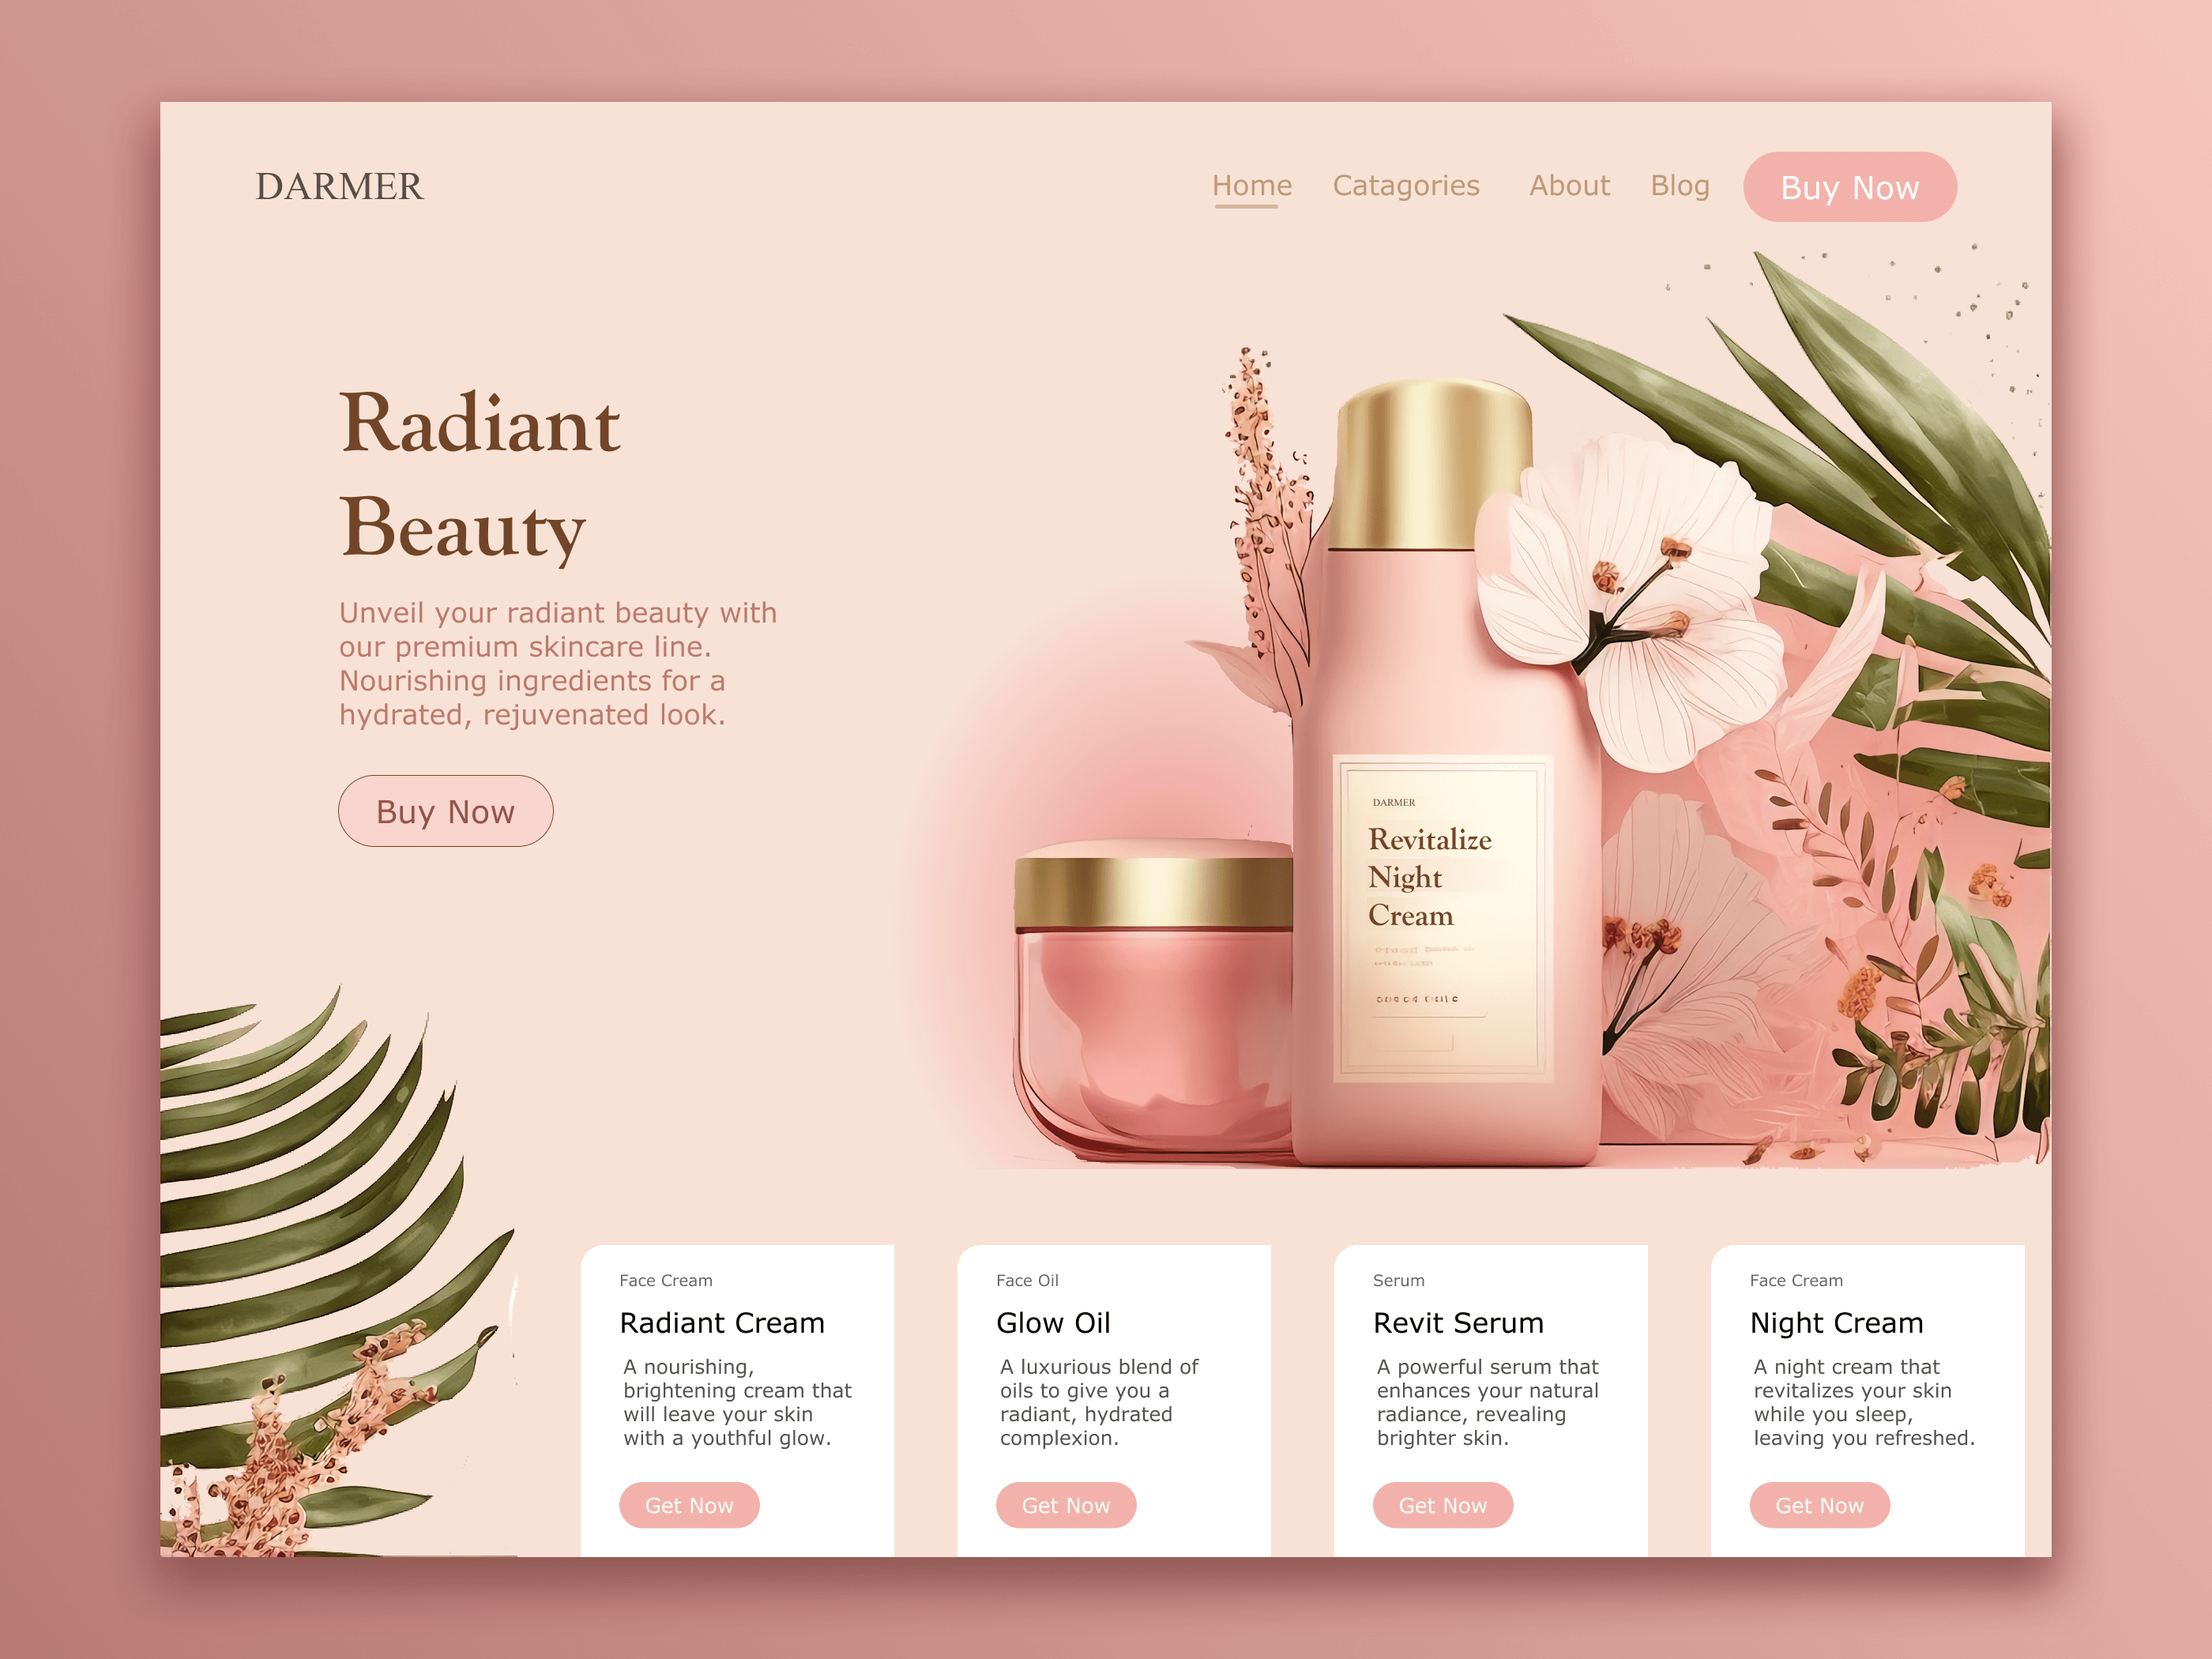 DARMER
Home Catagories About Blog Buy Now
Radiant
Beauty
Unveil your radiant beauty with
our premium skincare line.
Nourishing ingredients for a
hydrated, rejuvenated look.
Buy Now
DARMER
Revitalize
Night
Cream
Face Cream
Radiant Cream
A nourishing,
brightening cream that
will leave your skin
with a youthful glow.
Get Now
Face Oil
Glow Oil
A luxurious blend of
oils to give you a
radiant, hydrated
complexion.
Get Now
Serum
Revit Serum
A powerful serum that
enhances your natural
radiance, revealing
brighter skin.
Get Now
Face Cream
Night Cream
A night cream that
revitalizes your skin
while you sleep,
leaving you refreshed.
Get Now